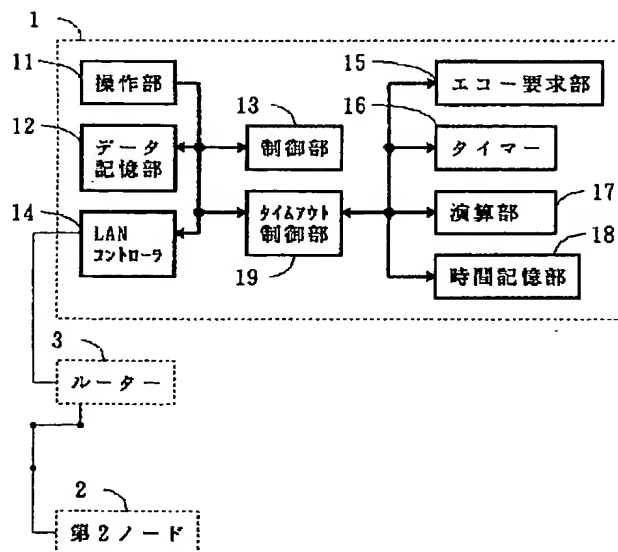 1
11
操作部
12
データ
記憶部
13
制御部
14
LAN
コントローラ
タイムアウト
制御部
19
15
エコー要求部
16
タイマー
17
演算部
18
時間記憶部
3
ルーター
2
第2ノード